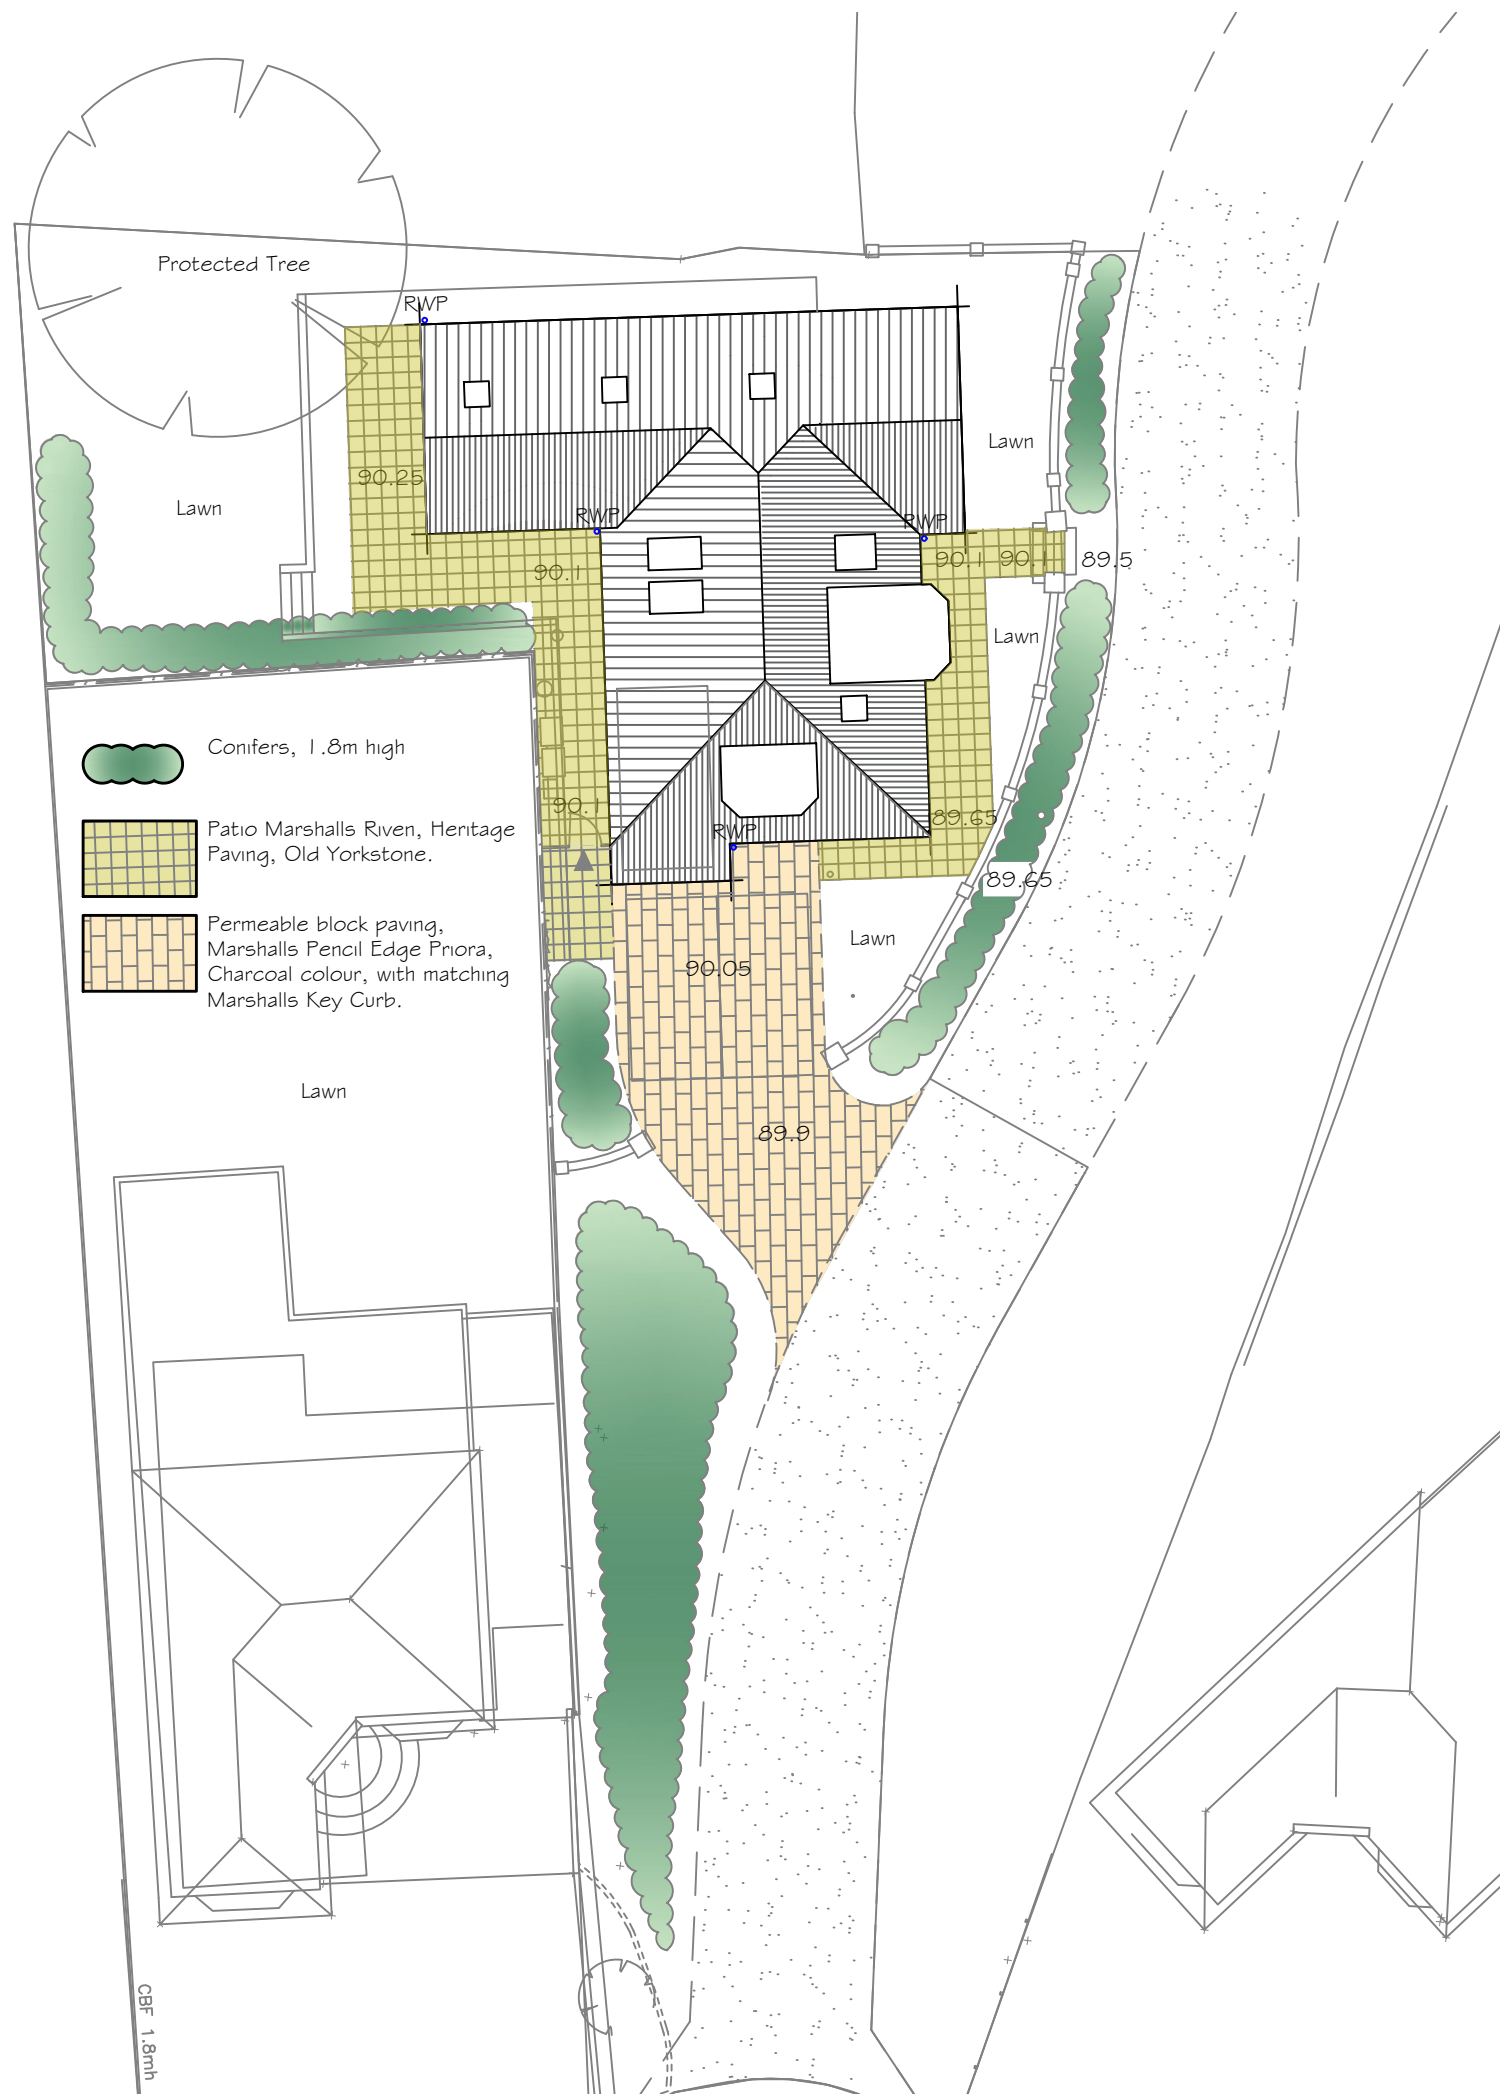 Protected Tree
RWP
Lawn
90.25
Lawn
RWP
RWP
90.1
90.1
90.1
89.5
Lawn
Conifers, 1.8m high
90.1
89.65
Patio Marshalls Riven, Heritage
Paving, Old Yorkstone.
RWP
89.65
Permeable block paving,
Marshalls Pencil Edge Priora,
Charcoal colour, with matching
Marshalls Key Curb.
Lawn
90.05
Lawn
89.9
CBF 1.8mh